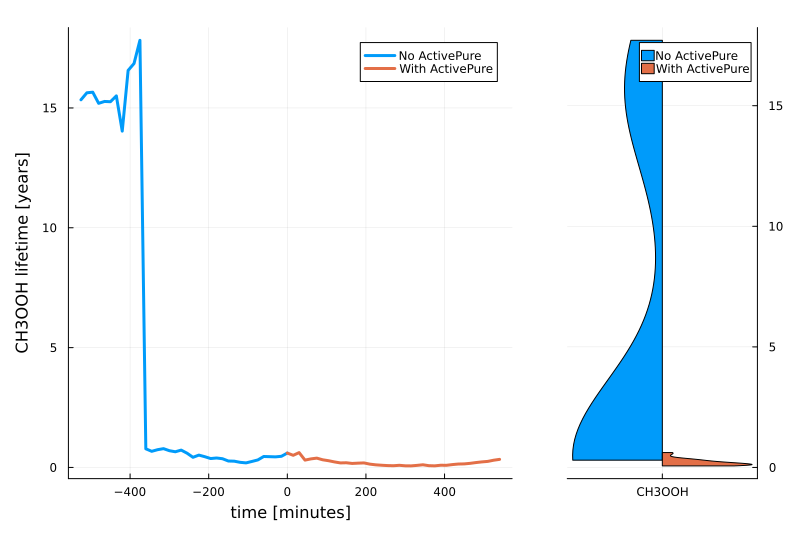 No ActivePure
With ActivePure
CH3OOH lifetime [years]
15
10
5
0
−400
−200
0
200
400
time [minutes]
No ActivePure
With ActivePure
15
10
5
0
CH3OOH